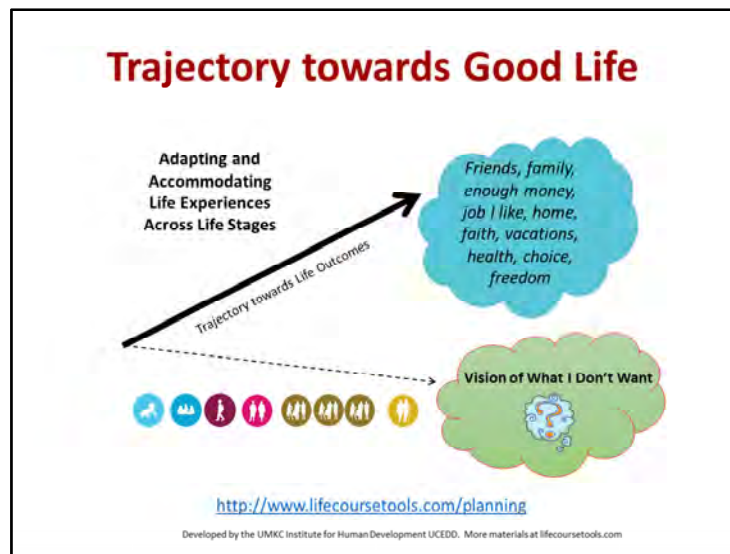 Trajectory towards Good Life
Adapting and
Accommodating
Life Experiences
Across Life Stages
Trajectory towards Life Outcomes
Friends, family,
enough money,
job I like, home,
faith, vacations,
health, choice,
freedom
Vision of What I Don't Want
?
http://www.lifecoursetools.com/planning
Developed by the UMKC Institute for Human Development UCEDD. More materials at lifecoursetools.com